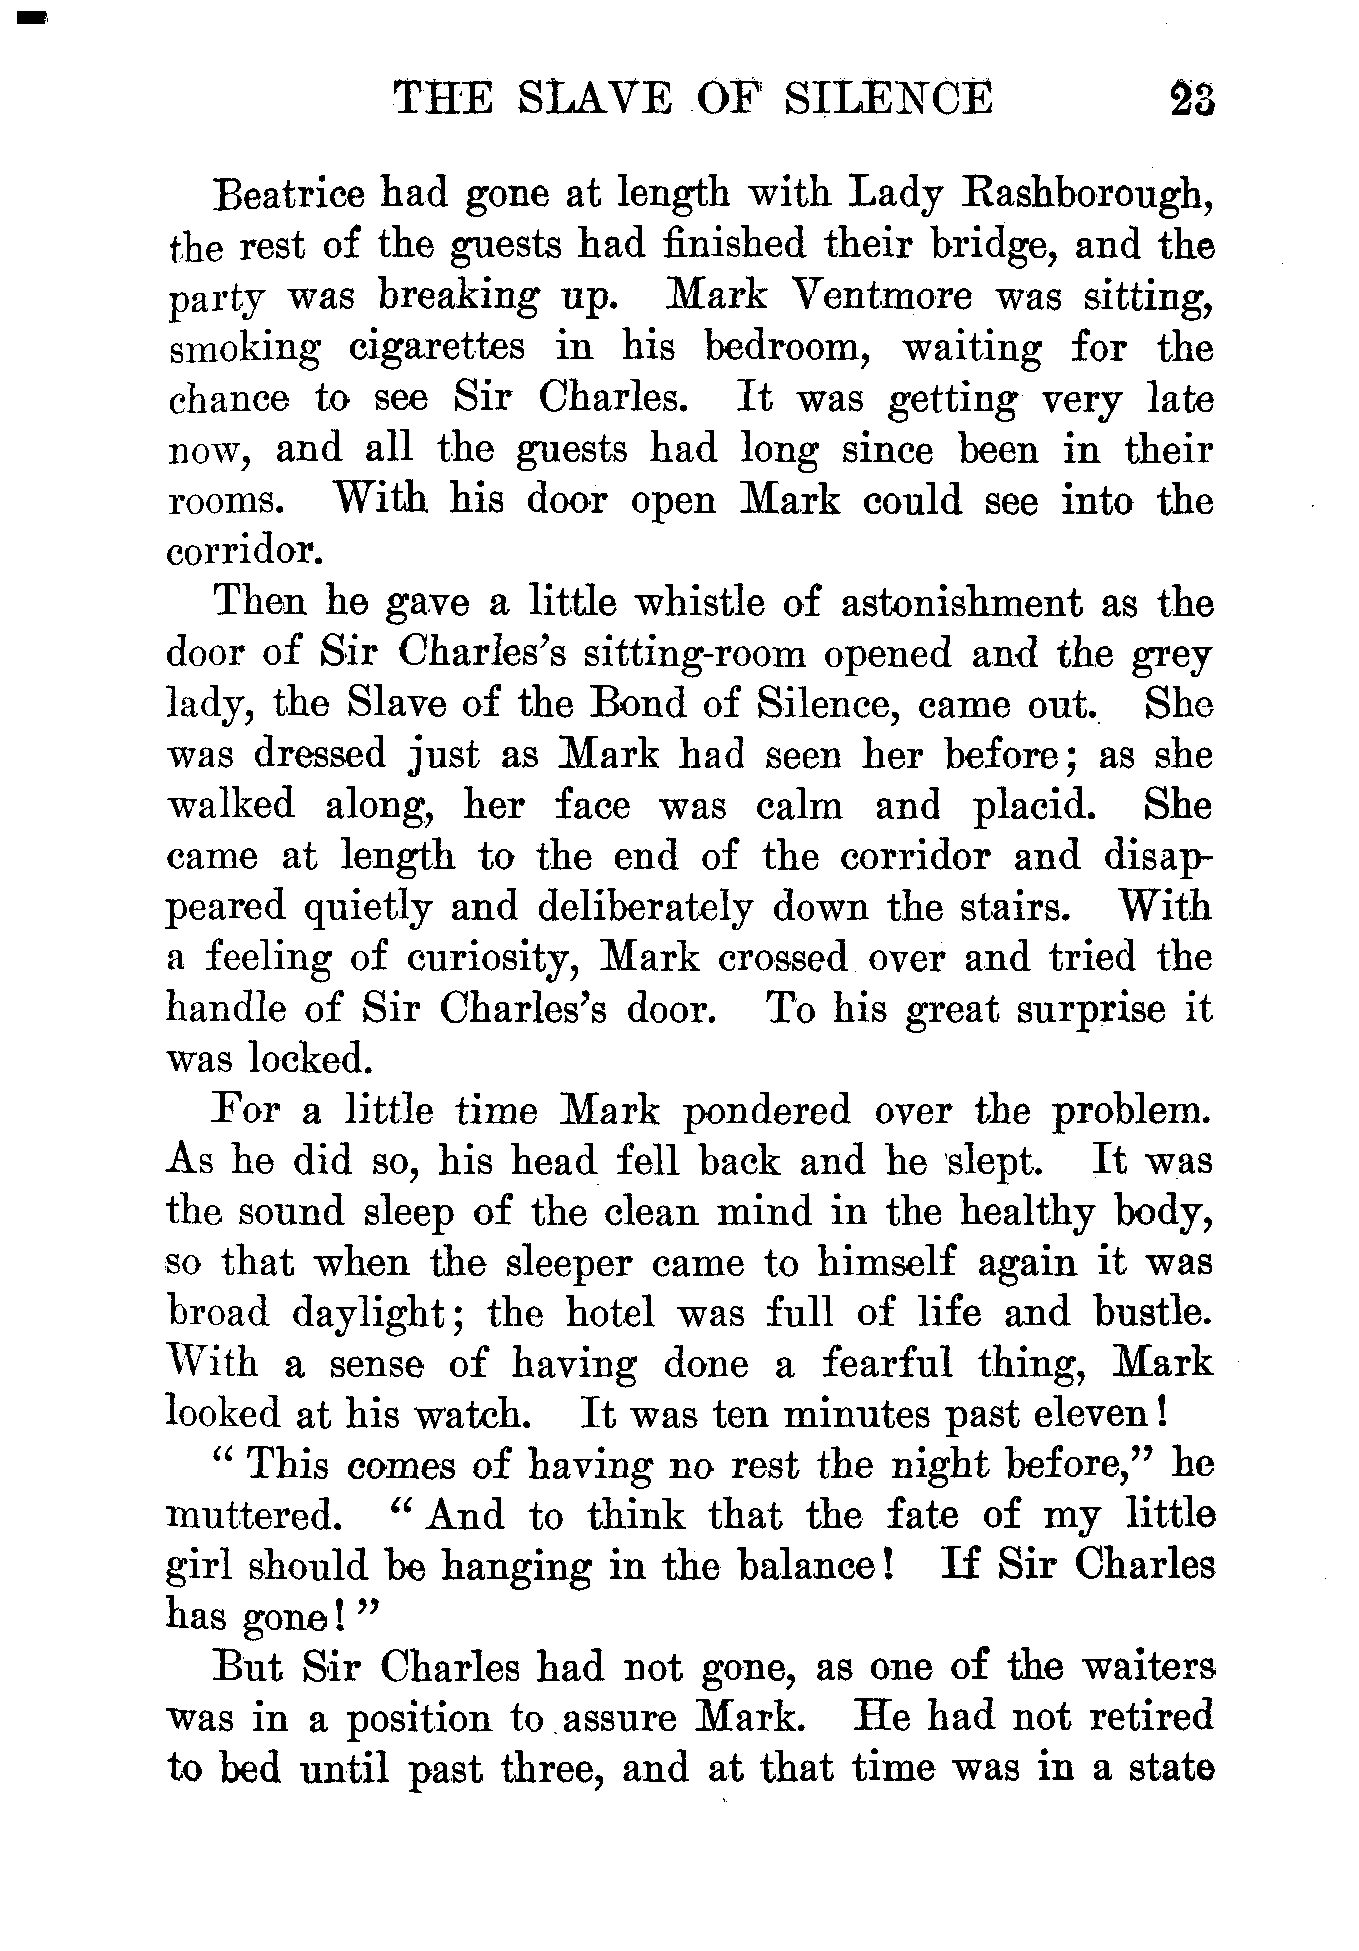 THE SLAVE OF SILENCE 23
Beatrice had gone at length with Lady Rashborough,
the rest of the guests had finished their bridge, and the
party was breaking up. Mark Ventmore was sitting,
smoking cigarettes in his bedroom, waiting for the
chance to see Sir Charles. It was getting very late
now, and all the guests had long since been in their
rooms. With his door open Mark could see into the
corridor.
Then he gave a little whistle of astonishment as the
door of Sir Charles's sitting-room opened and the grey
lady, the Slave of the Bond of Silence, came out. She
was dressed just as Mark had seen her before; as she
walked along, her face was calm and placid. She
came at length to the end of the corridor and disap-
peared quietly and deliberately down the stairs. With
a feeling of curiosity, Mark crossed over and tried the
handle of Sir Charles's door. To his great surprise it
was locked.
For a little time Mark pondered over the problem.
As he did so, his head fell back and he slept. It was
the sound sleep of the clean mind in the healthy body,
so that when the sleeper came to himself again it was
broad daylight; the hotel was full of life and bustle.
With a sense of having done a fearful thing, Mark
looked at his watch. It was ten minutes past eleven!
"This comes of having no rest the night before," he
muttered. "And to think that the fate of my little
girl should be hanging in the balance! If Sir Charles
has gone!"
But Sir Charles had not gone, as one of the waiters
was in a position to assure Mark. He had not retired
to bed until past three, and at that time was in a state